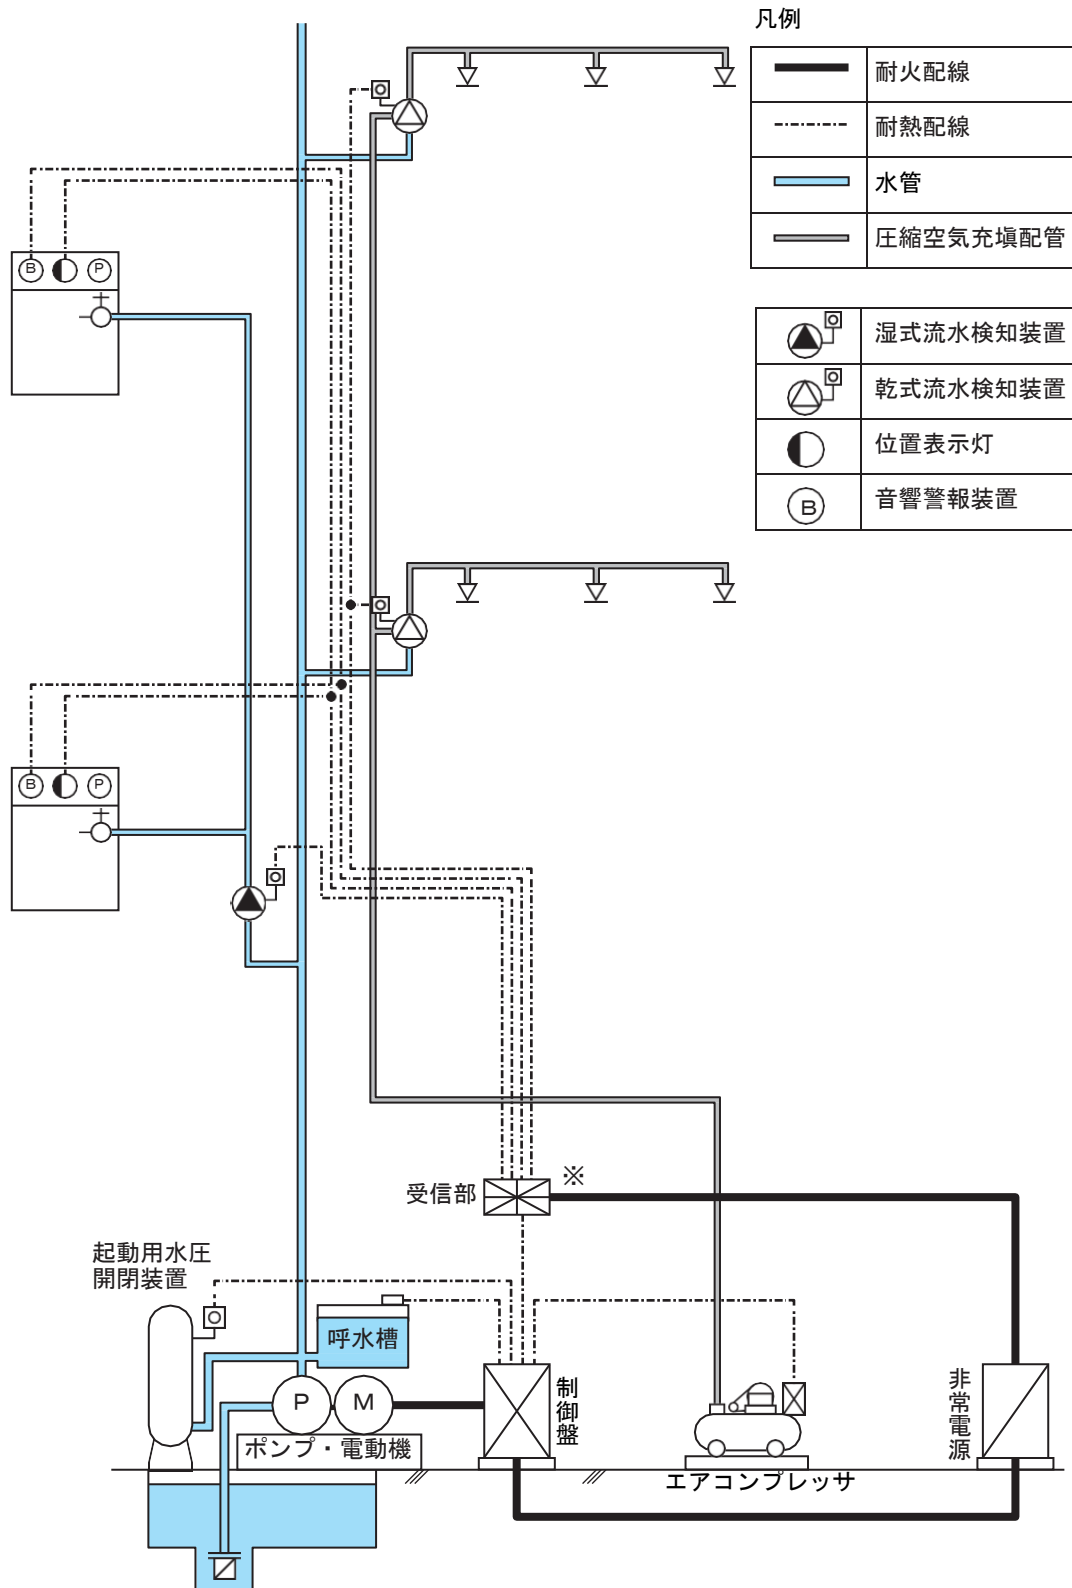 凡例
耐火配線
耐熱配線
水管
圧縮空気充塡配管
湿式流水検知装置
乾式流水検知装置
位置表示灯
B
音響警報装置
B
P
B
P
受信部
※
起動用水圧
開閉装置
呼水槽
P
M
ポンプ・電動機
制御盤
エアコンプレッサ
非常電源